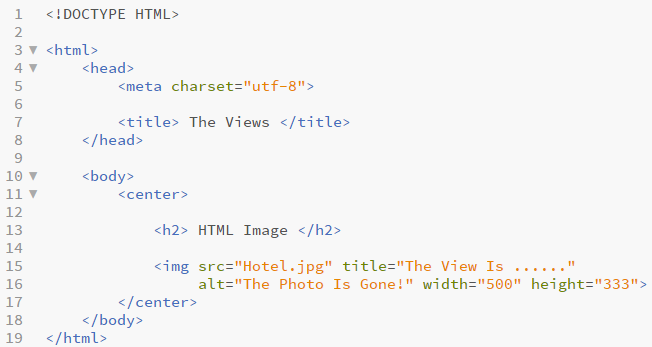 1 <!DOCTYPE HTML>
2
3 <html>
4 <head>
5 <meta charset="utf-8">
6
7 <title> The Views </title>
8 </head>
9
10 <body>
11 <center>
12
13 <h2> HTML Image </h2>
14
15 <img src="Hotel.jpg" title="The View Is ......"
16 alt="The Photo Is Gone!" width="500" height="333">
17 </center>
18 </body>
19 </html>